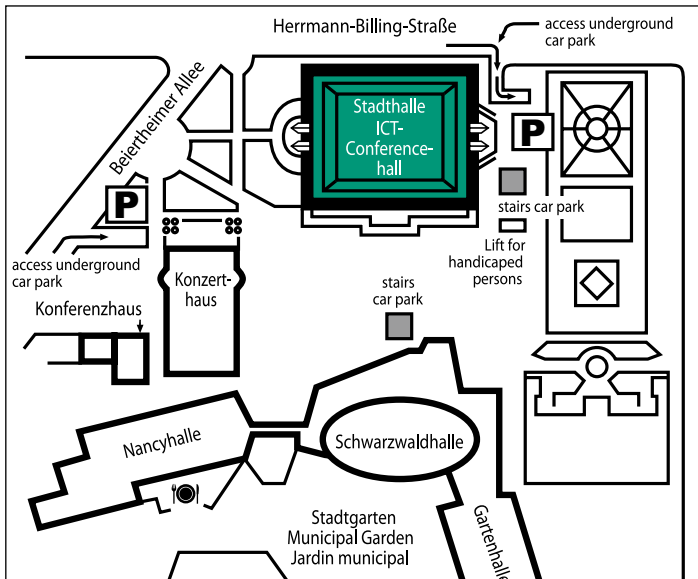 Herrmann-Billing-Straße
access underground
car park
Beiertheimer Allee
Stadthalle
ICT-
Conference-
hall
P
P
stairs car park
Lift for
handicaped
persons
access underground
car park
Konzert-
haus
stairs
car park
Konferenzhaus
Nancyhalle
Schwarzwaldhalle
Gartenhalle
Stadtgarten
Municipal Garden
Jardin municipal